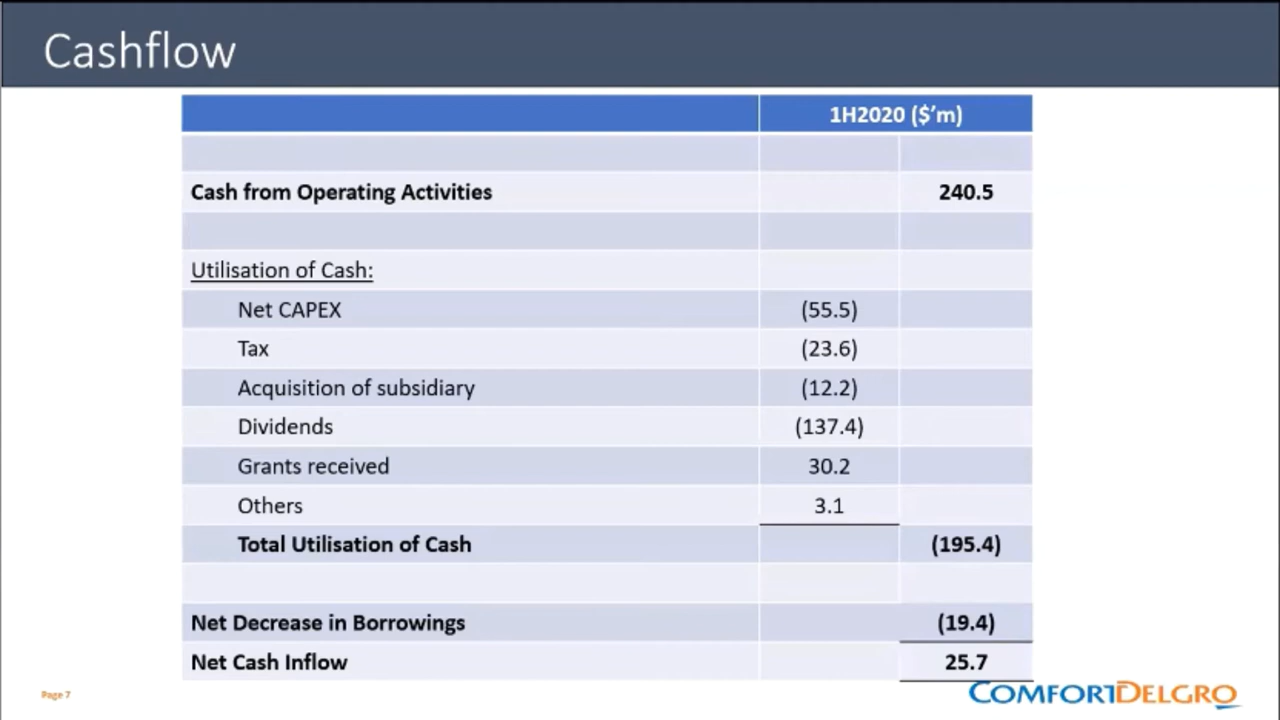 Cashflow
1H2020 ($'m)
Cash from Operating Activities 240.5
Utilisation of Cash:
Net CAPEX (55.5)
Tax (23.6)
Acquisition of subsidiary (12.2)
Dividends (137.4)
Grants received 30.2
Others 3.1
Total Utilisation of Cash (195.4)
Net Decrease in Borrowings (19.4)
Net Cash Inflow 25.7
Page 7
COMFORTDELGRO